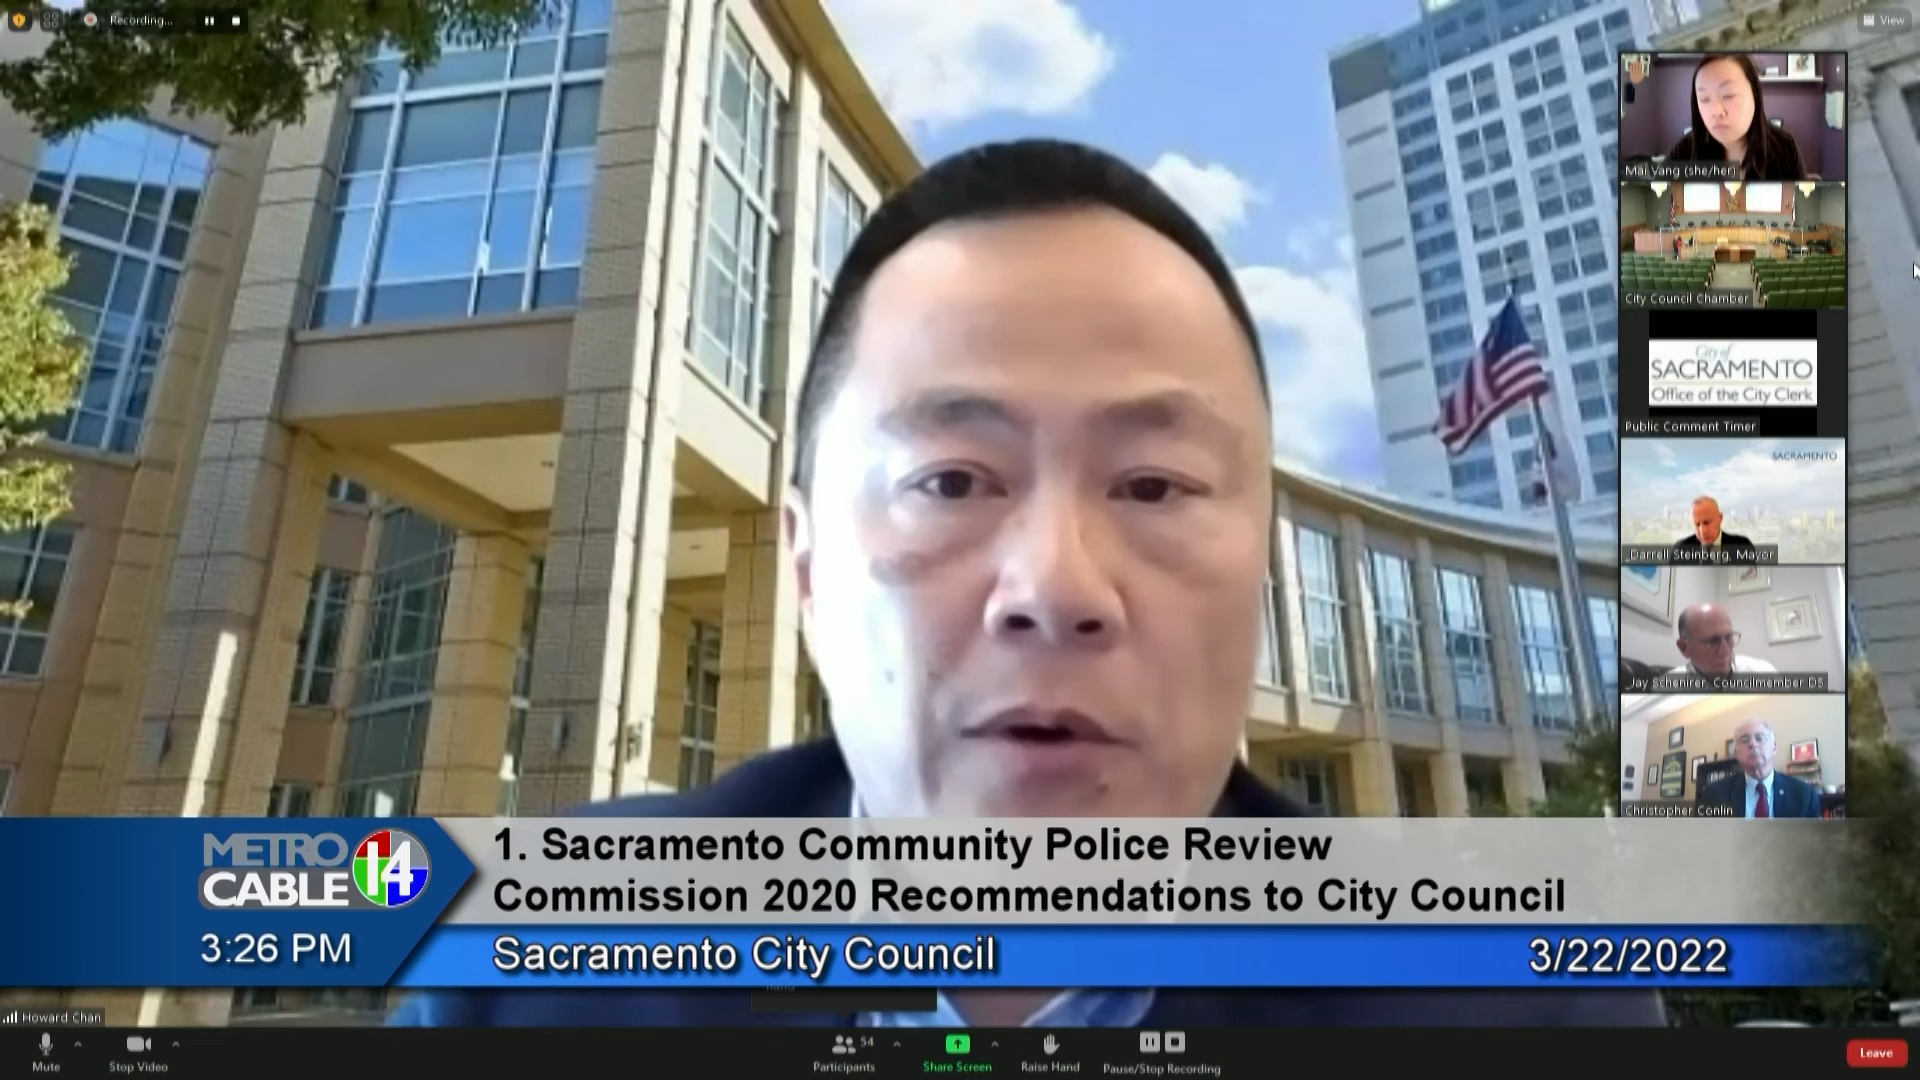 Recording...
View
Mai Vang (she/her)
City Council Chamber
City of
SACRAMENTO
Office of the City Clerk
Public Comment Timer
SACRAMENTO
_Darrell Steinberg, Mayor
_Jay Schenirer, Councilmember D5
Christopher Conlin
METRO
CABLE 14
1. Sacramento Community Police Review
Commission 2020 Recommendations to City Council
3:26 PM
Sacramento City Council
3/22/2022
hand
Howard Chan
Mute
Stop Video
54
Participants
Share Screen
Raise Hand
Pause/Stop Recording
Leave